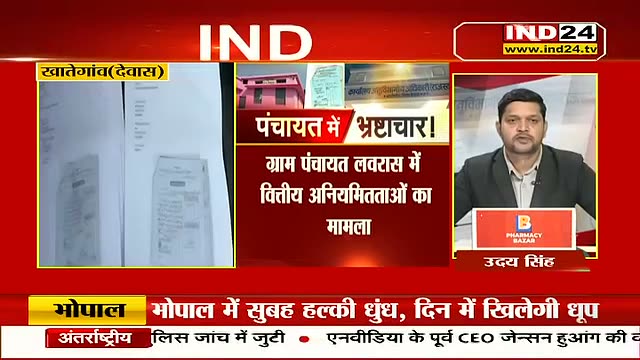 IND
IND24
www.ind24.tv
खातेगांव(देवास)
पंचायत में भ्रष्टाचार!
ग्राम पंचायत लवरास में
वित्तीय अनियमितताओं का
मामला
B
PHARMACY
BAZAR
उदय सिंह
भोपाल
भोपाल में सुबह हल्की धुंध, दिन में खिलेगी धूप
अंतर्राष्ट्रीय
लिस जांच में जुटी • एनवीडिया के पूर्व CEO जेन्सन हुआंग की